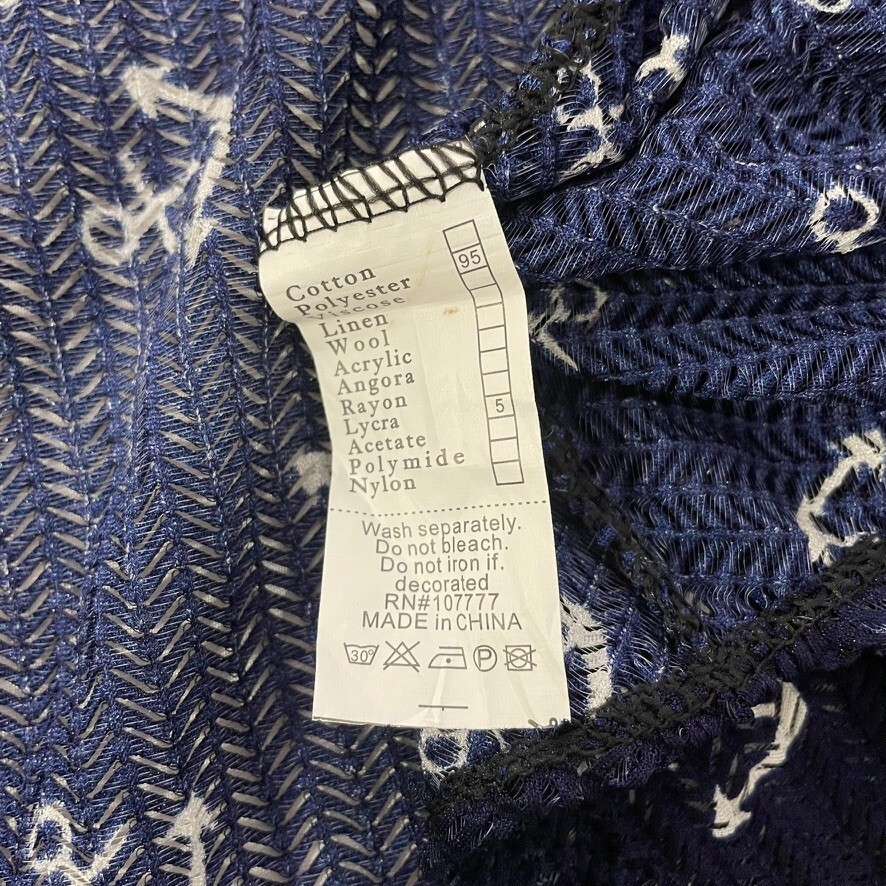 Cotton
Polyester 95
Viscose
Linen
Wool
Acrylic
Angora
Rayon
Lycra 5
Acetate
Polymide
Nylon
Wash separately.
Do not bleach.
Do not iron if.
decorated
RN#107777
MADE in CHINA
30° P